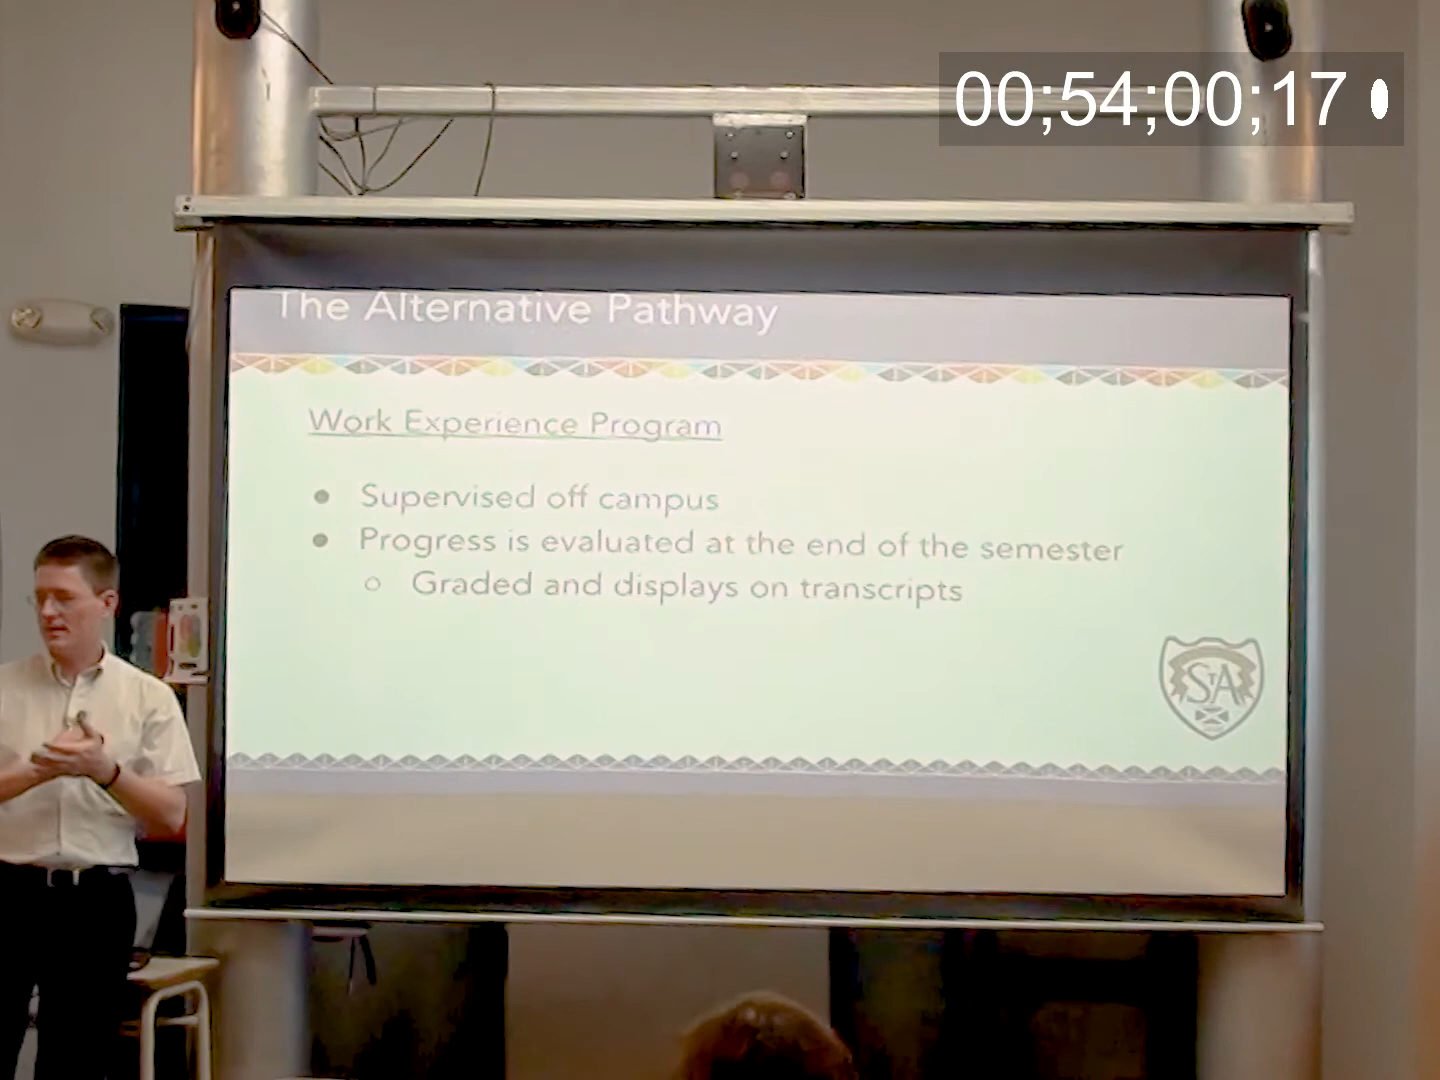 00;54;00;17
The Alternative Pathway
Work Experience Program
● Supervised off campus
● Progress is evaluated at the end of the semester
○ Graded and displays on transcripts
STA